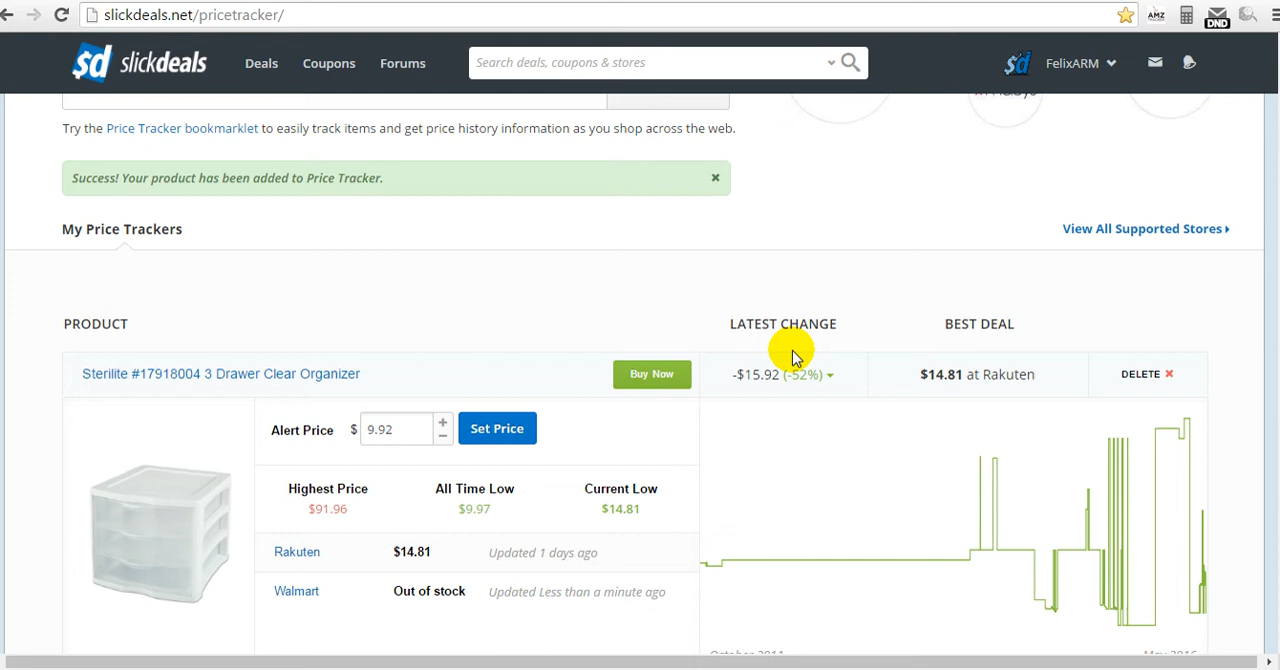 slickdeals.net/pricetracker/
AMZ
DND
$d slickdeals
Deals
Coupons
Forums
Search deals, coupons & stores
$d
FelixARM
Try the Price Tracker bookmarklet to easily track items and get price history information as you shop across the web.
Success! Your product has been added to Price Tracker.
My Price Trackers
View All Supported Stores
PRODUCT
LATEST CHANGE
BEST DEAL
Sterilite #17918004 3 Drawer Clear Organizer
Buy Now
-$15.92 (-52%)
$14.81 at Rakuten
DELETE
Alert Price $ 9.92
Set Price
Highest Price
All Time Low
Current Low
$91.96
$9.97
$14.81
Rakuten
$14.81
Updated 1 days ago
Walmart
Out of stock
Updated Less than a minute ago